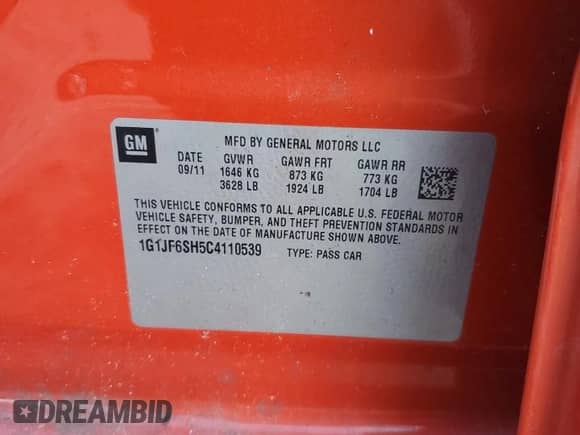 GM
MFD BY GENERAL MOTORS LLC
DATE GVWR GAWR FRT GAWR RR
09/11 1646 KG 873 KG 773 KG
3628 LB 1924 LB 1704 LB
THIS VEHICLE CONFORMS TO ALL APPLICABLE U.S. FEDERAL MOTOR
VEHICLE SAFETY, BUMPER, AND THEFT PREVENTION STANDARDS IN
EFFECT ON THE DATE OF MANUFACTURE SHOWN ABOVE.
1G1JF6SH5C4110539 TYPE: PASS CAR
DREAMBID